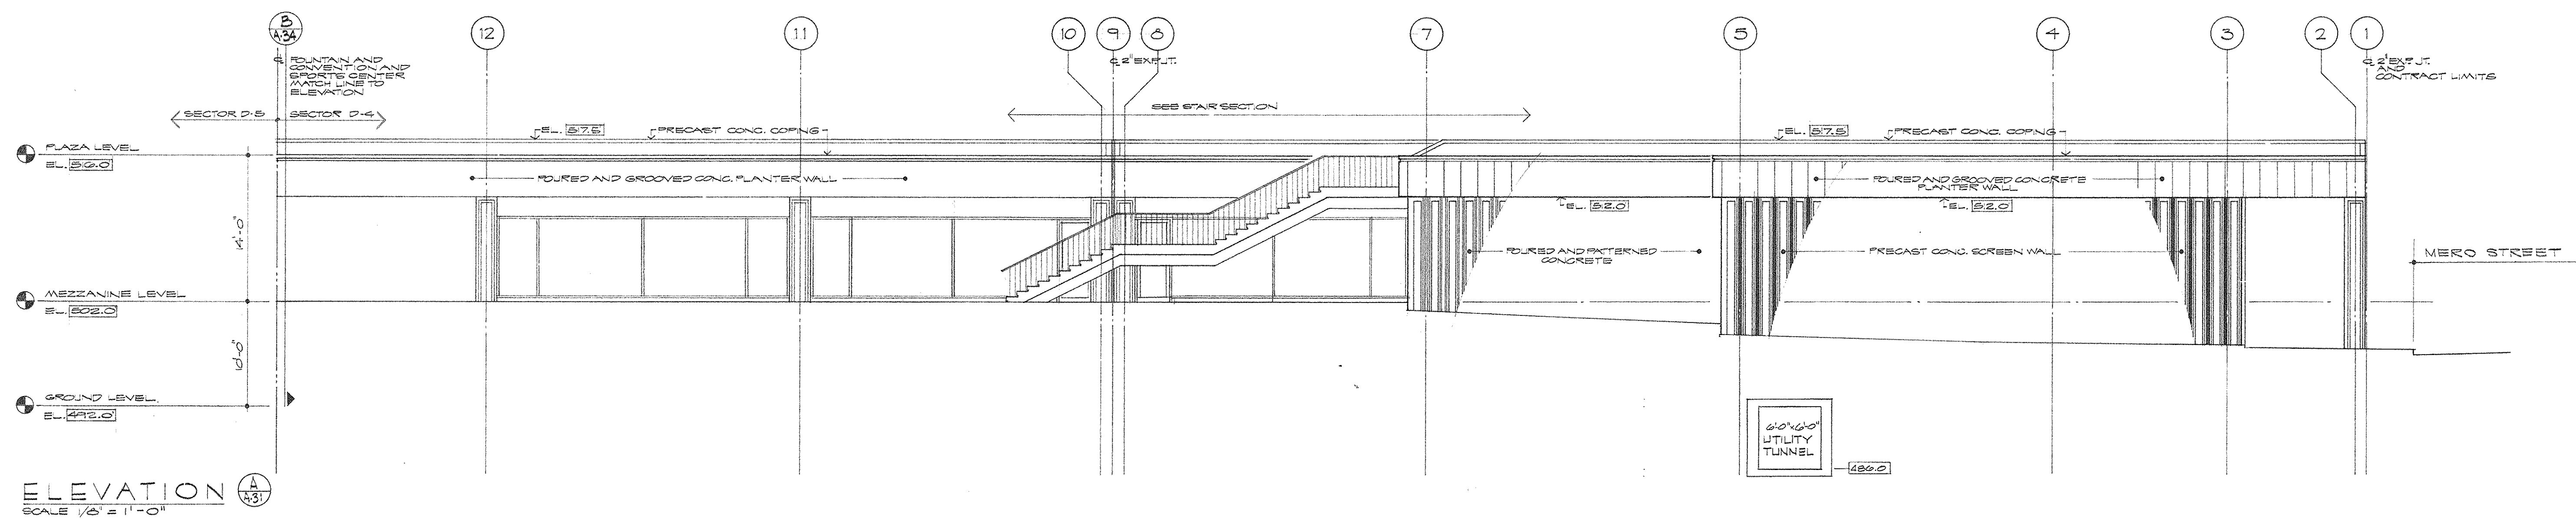 B
A·34
12
11
10
9
8
7
5
4
3
2
1
℄ FOUNTAIN AND
CONVENTION AND
SPORTS CENTER
MATCH LINE TO
ELEVATION
℄ 2" EXP. JT.
℄ 2" EXP. JT.
AND
CONTRACT LIMITS
SECTOR D-5
SECTOR D-4
SEE STAIR SECTION
EL. 517.5
PRECAST CONC. COPING
EL. 517.5
PRECAST CONC. COPING
PLAZA LEVEL
EL. 516.0'
POURED AND GROOVED CONC. PLANTER WALL
POURED AND GROOVED CONCRETE
PLANTER WALL
EL. 512.0'
EL. 512.0'
14'-0"
POURED AND PATTERNED
CONCRETE
PRECAST CONC. SCREEN WALL
MERO STREET
MEZZANINE LEVEL
EL. 502.0'
10'-0"
GROUND LEVEL
EL. 492.0'
6'-0"x6'-0"
UTILITY
TUNNEL
486.0
ELEVATION
A
A·31
SCALE 1/8" = 1'-0"